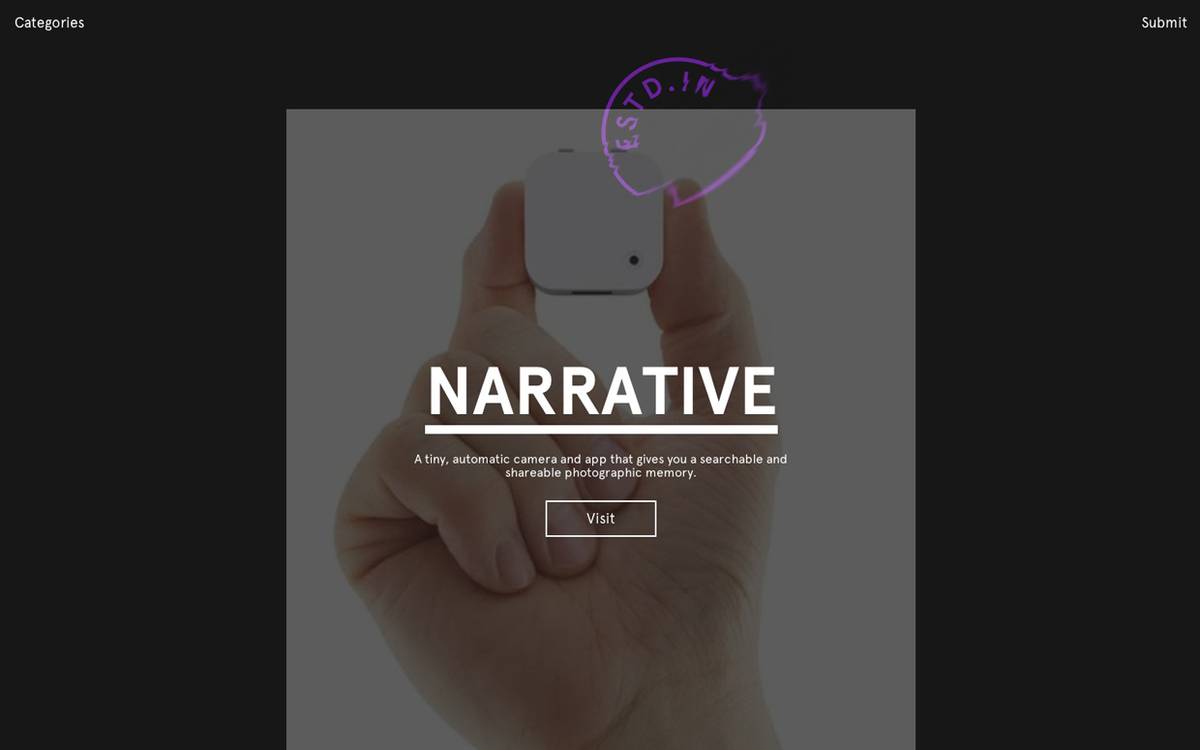 Categories
Submit
ESTD.IN
NARRATIVE
A tiny, automatic camera and app that gives you a searchable and
shareable photographic memory.
Visit